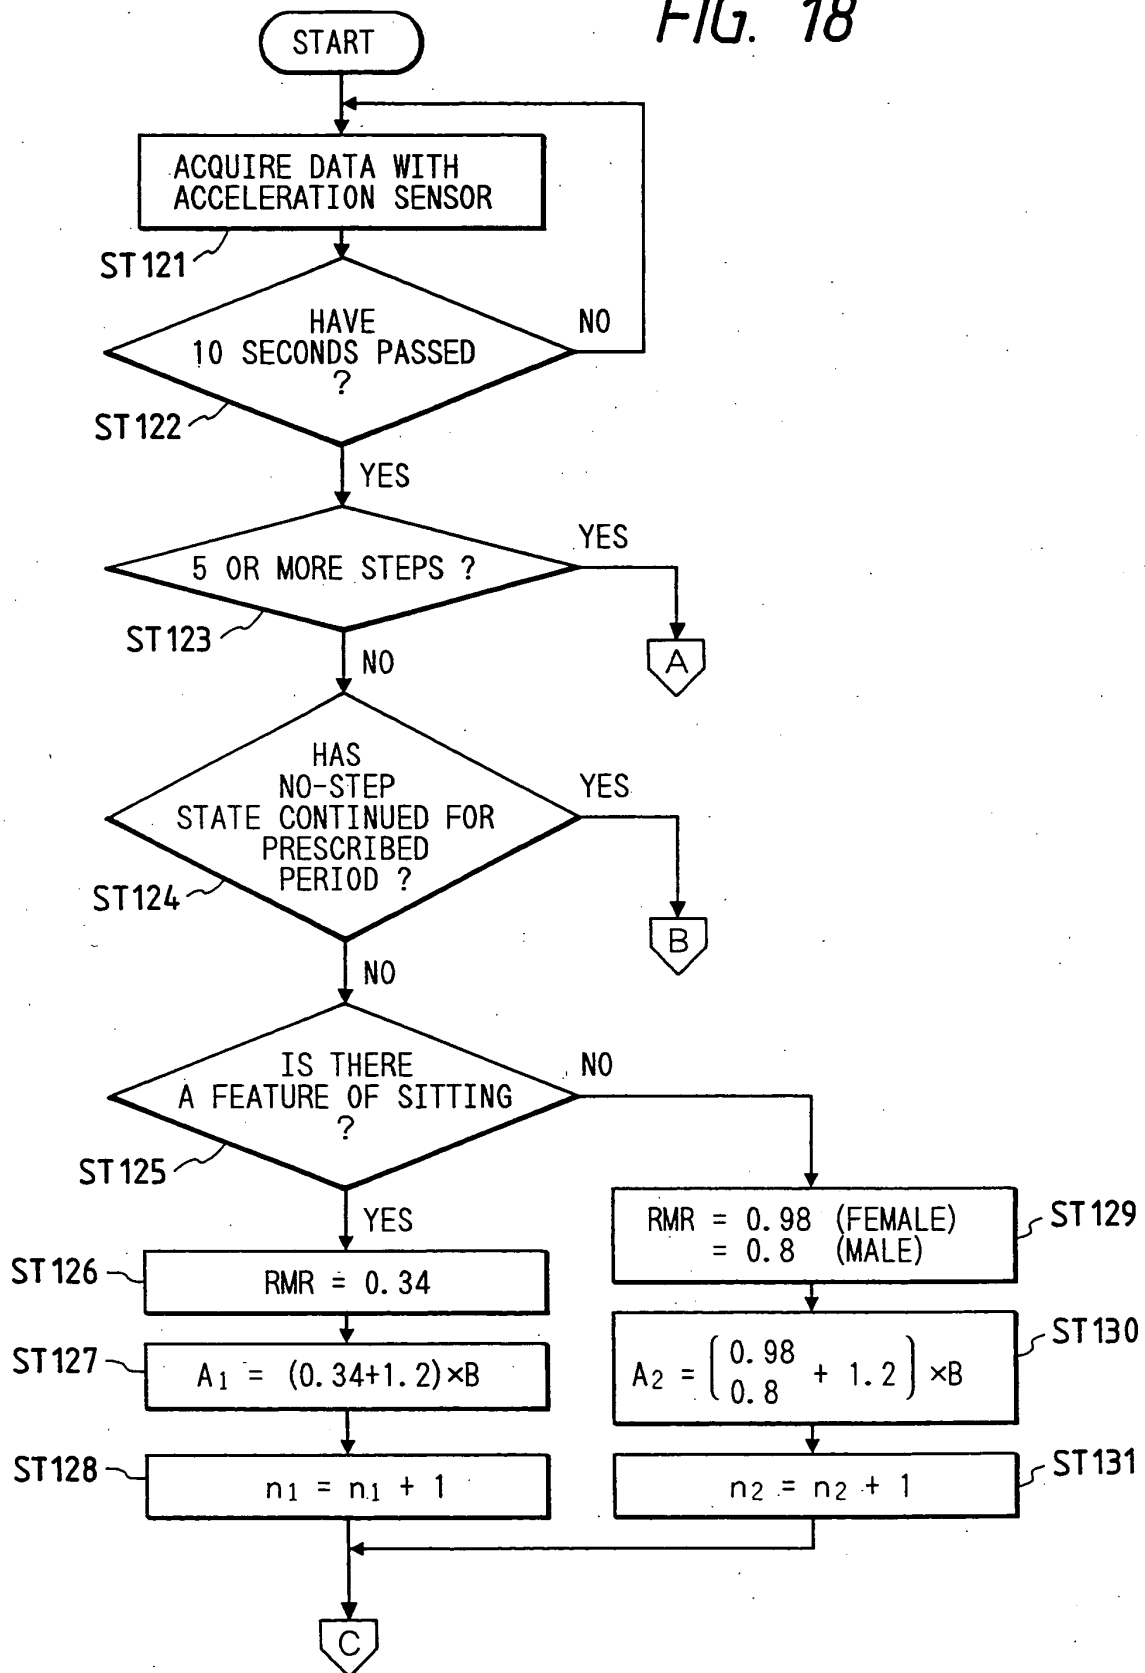 FIG. 18
START
ACQUIRE DATA WITH
ACCELERATION SENSOR
ST121
HAVE
10 SECONDS PASSED
?
NO
ST122
YES
5 OR MORE STEPS ?
YES
ST123
A
NO
HAS
NO-STEP
STATE CONTINUED FOR
PRESCRIBED
PERIOD ?
YES
ST124
B
NO
IS THERE
A FEATURE OF SITTING
?
NO
ST125
YES
RMR = 0.98 (FEMALE)
= 0.8 (MALE)
ST129
ST126
RMR = 0.34
ST127
A1 = (0.34+1.2)×B
A2 = (0.98
0.8 + 1.2) ×B
ST130
ST128
n1 = n1 + 1
n2 = n2 + 1
ST131
C